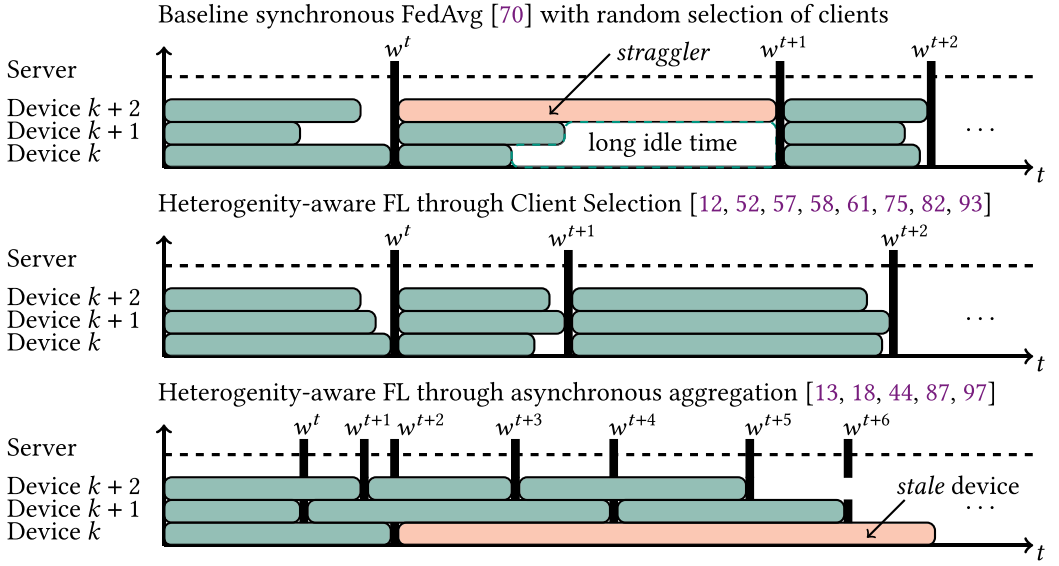 Baseline synchronous FedAvg [70] with random selection of clients
w^t
straggler
w^{t+1}
w^{t+2}
Server
Device k + 2
Device k + 1
long idle time
. . .
Device k
t
Heterogenity-aware FL through Client Selection [12, 52, 57, 58, 61, 75, 82, 93]
w^t
w^{t+1}
w^{t+2}
Server
Device k + 2
Device k + 1
. . .
Device k
t
Heterogenity-aware FL through asynchronous aggregation [13, 18, 44, 87, 97]
w^t
w^{t+1}
w^{t+2}
w^{t+3}
w^{t+4}
w^{t+5}
w^{t+6}
Server
Device k + 2
stale device
Device k + 1
. . .
Device k
t